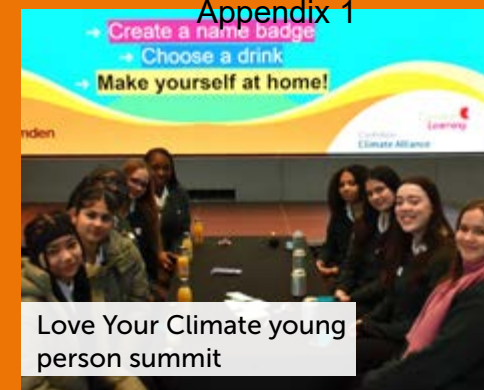 Appendix 1
→ Create a name badge
→ Choose a drink
→ Make yourself at home!
mden
Learning
Climate Alliance
Love Your Climate young
person summit